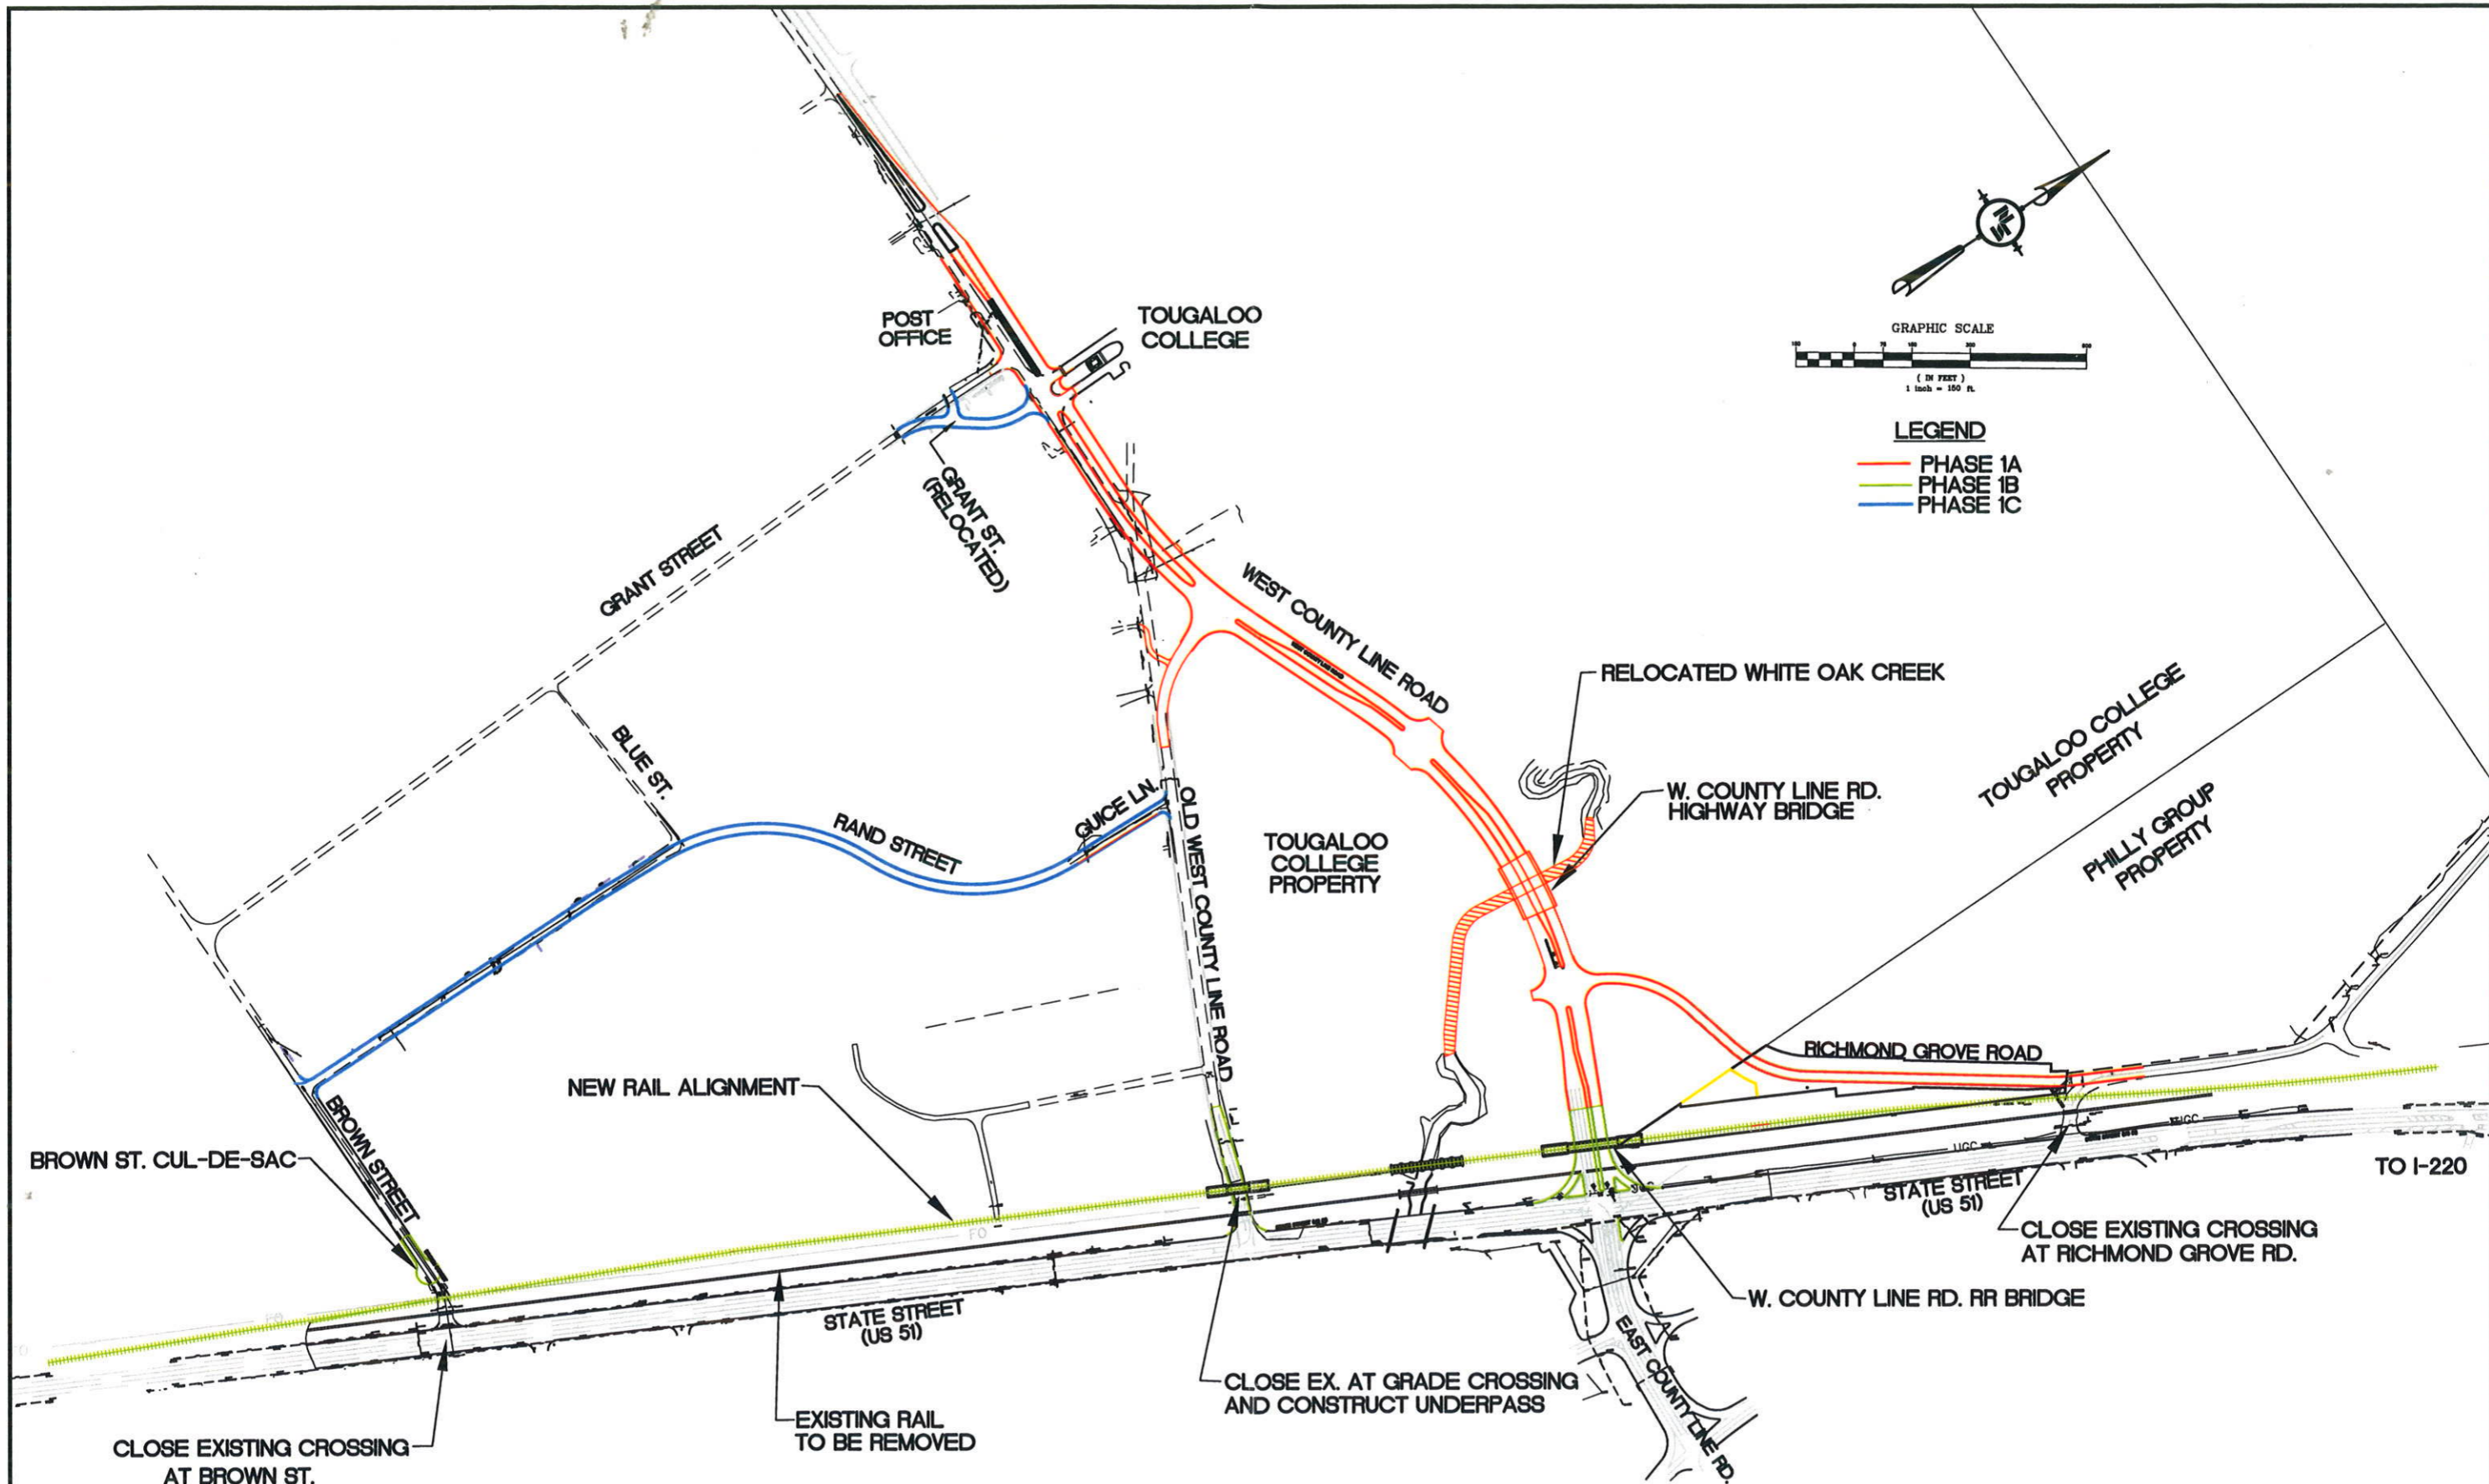 POST
OFFICE
TOUGALOO
COLLEGE
GRAPHIC SCALE
( IN FEET )
1 inch = 150 ft.
LEGEND
PHASE 1A
PHASE 1B
PHASE 1C
GRANT ST.
(RELOCATED)
GRANT STREET
WEST COUNTY LINE ROAD
RELOCATED WHITE OAK CREEK
TOUGALOO COLLEGE
PROPERTY
BLUE ST.
W. COUNTY LINE RD.
HIGHWAY BRIDGE
GUICE LN.
RAND STREET
OLD WEST COUNTY LINE ROAD
TOUGALOO
COLLEGE
PROPERTY
PHILLY GROUP
PROPERTY
RICHMOND GROVE ROAD
NEW RAIL ALIGNMENT
BROWN STREET
BROWN ST. CUL-DE-SAC
UGC
UGC
TO I-220
STATE STREET
(US 51)
FO
FO
CLOSE EXISTING CROSSING
AT RICHMOND GROVE RD.
W. COUNTY LINE RD. RR BRIDGE
STATE STREET
(US 51)
EAST COUNTY LINE RD.
CLOSE EX. AT GRADE CROSSING
AND CONSTRUCT UNDERPASS
EXISTING RAIL
TO BE REMOVED
CLOSE EXISTING CROSSING
AT BROWN ST.